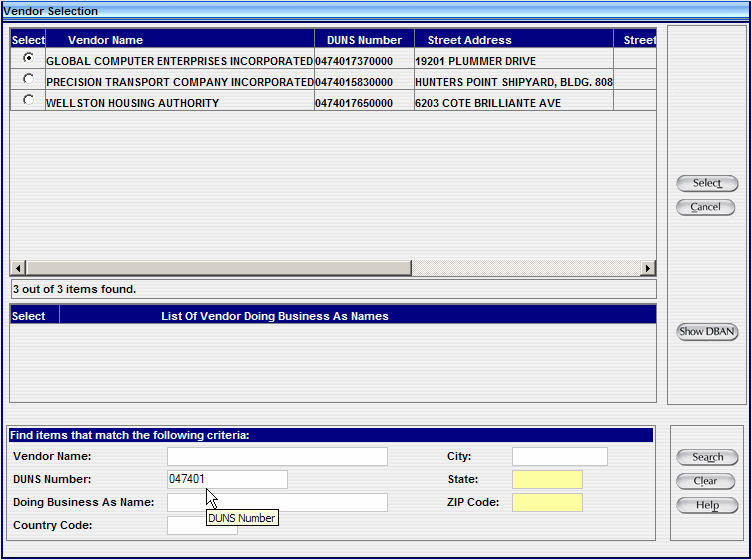 Vendor Selection
Select Vendor Name DUNS Number Street Address Street
GLOBAL COMPUTER ENTERPRISES INCORPORATED 0474017370000 19201 PLUMMER DRIVE
PRECISION TRANSPORT COMPANY INCORPORATED 0474015830000 HUNTERS POINT SHIPYARD, BLDG. 808
WELLSTON HOUSING AUTHORITY 0474017650000 6203 COTE BRILLIANTE AVE
Select
Cancel
3 out of 3 items found.
Select List Of Vendor Doing Business As Names
Show DBAN
Find items that match the following criteria:
Vendor Name: City: Search
DUNS Number: 047401 State: Clear
Doing Business As Name: ZIP Code: Help
DUNS Number
Country Code: